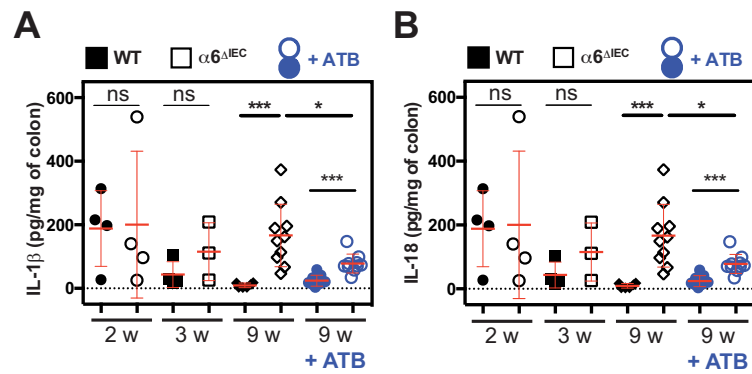 A
WT α6ΔIEC + ATB
IL-1β (pg/mg of colon)
600
400
200
0
ns ns *** * ***
2 w 3 w 9 w 9 w
+ ATB
B
WT α6ΔIEC + ATB
IL-18 (pg/mg of colon)
600
400
200
0
ns ns *** * ***
2 w 3 w 9 w 9 w
+ ATB